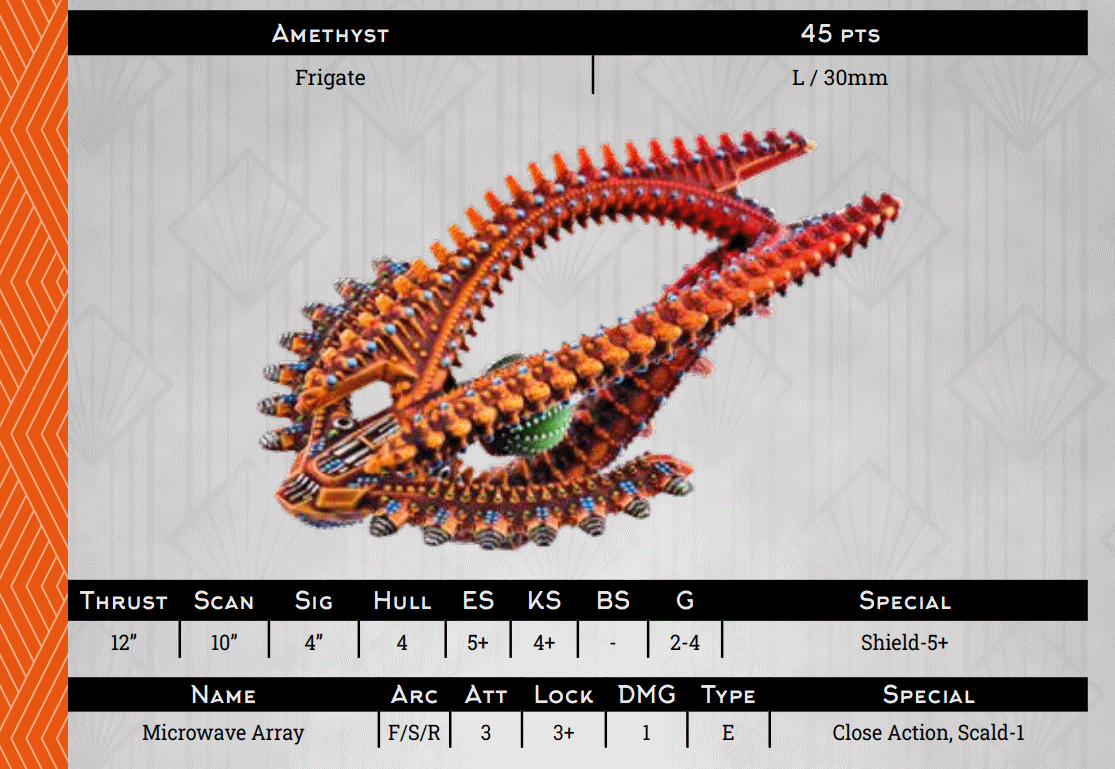 Amethyst 45 pts
Frigate L / 30mm
Thrust Scan Sig Hull ES KS BS G Special
12” 10” 4” 4 5+ 4+ - 2-4 Shield-5+
Name Arc Att Lock DMG Type Special
Microwave Array F/S/R 3 3+ 1 E Close Action, Scald-1